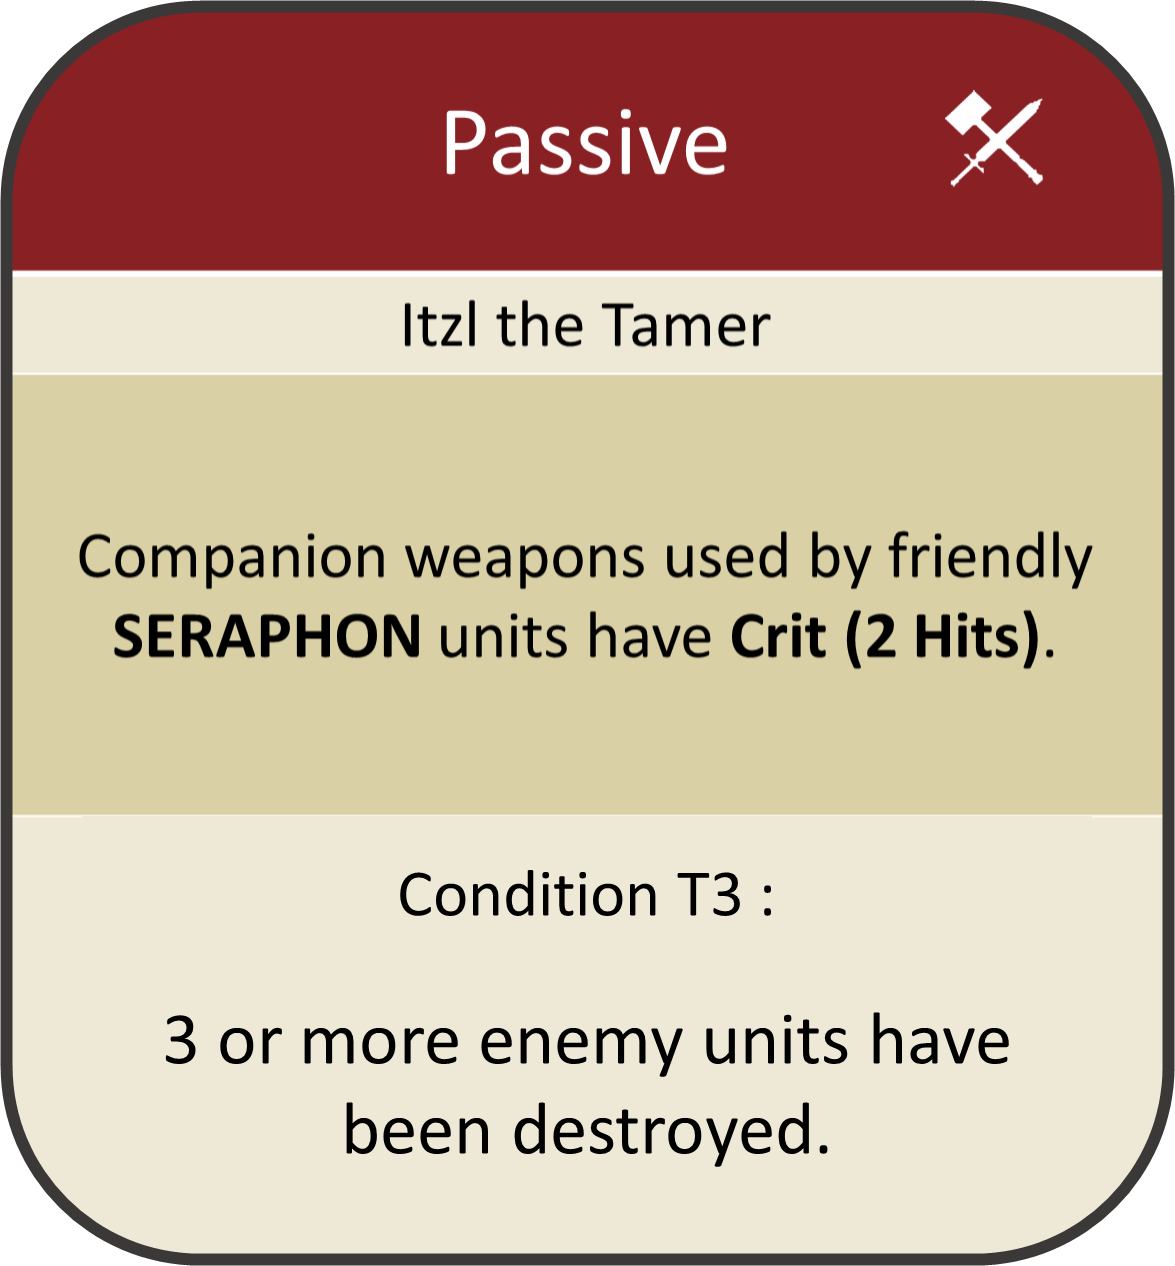 Passive
Itzl the Tamer
Companion weapons used by friendly
SERAPHON units have Crit (2 Hits).
Condition T3 :
3 or more enemy units have
been destroyed.